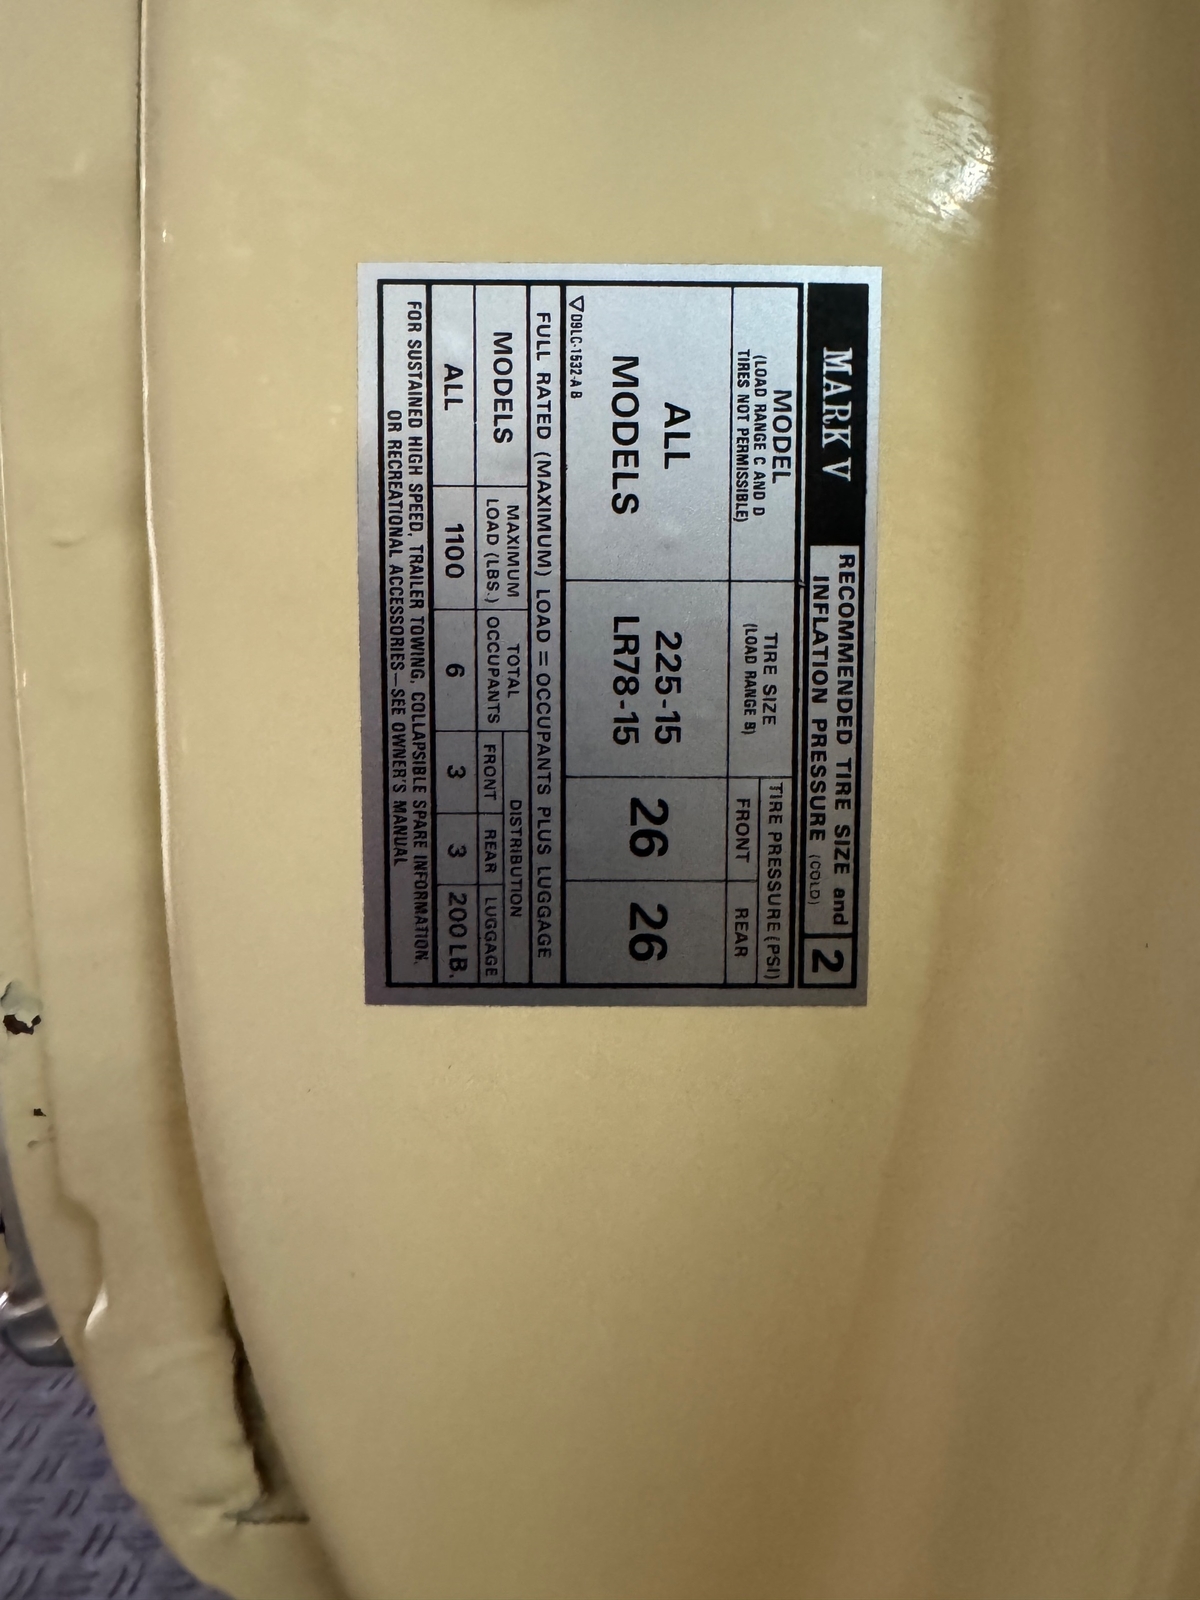 MARK V
RECOMMENDED TIRE SIZE and
INFLATION PRESSURE (COLD)
2
MODEL
(LOAD RANGE C AND D
TIRES NOT PERMISSIBLE)
TIRE SIZE
(LOAD RANGE B)
TIRE PRESSURE (PSI)
FRONT REAR
ALL
MODELS
225-15
LR78-15
26 26
▽D9LC-1532-A B
FULL RATED (MAXIMUM) LOAD = OCCUPANTS PLUS LUGGAGE
MODELS
MAXIMUM
LOAD (LBS.)
TOTAL
OCCUPANTS
DISTRIBUTION
FRONT REAR LUGGAGE
ALL 1100 6 3 3 200 LB.
FOR SUSTAINED HIGH SPEED, TRAILER TOWING, COLLAPSIBLE SPARE INFORMATION,
OR RECREATIONAL ACCESSORIES—SEE OWNER'S MANUAL